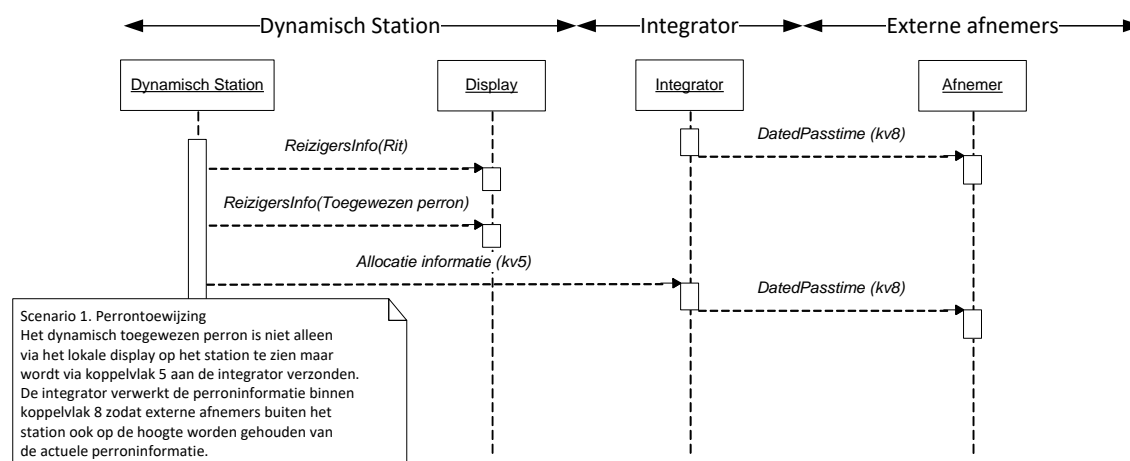 Dynamisch Station Integrator Externe afnemers
Dynamisch Station Display Integrator Afnemer
ReizigersInfo(Rit)
DatedPasstime (kv8)
ReizigersInfo(Toegewezen perron)
Allocatie informatie (kv5)
DatedPasstime (kv8)
Scenario 1. Perrontoewijzing
Het dynamisch toegewezen perron is niet alleen
via het lokale display op het station te zien maar
wordt via koppelvlak 5 aan de integrator verzonden.
De integrator verwerkt de perroninformatie binnen
koppelvlak 8 zodat externe afnemers buiten het
station ook op de hoogte worden gehouden van
de actuele perroninformatie.